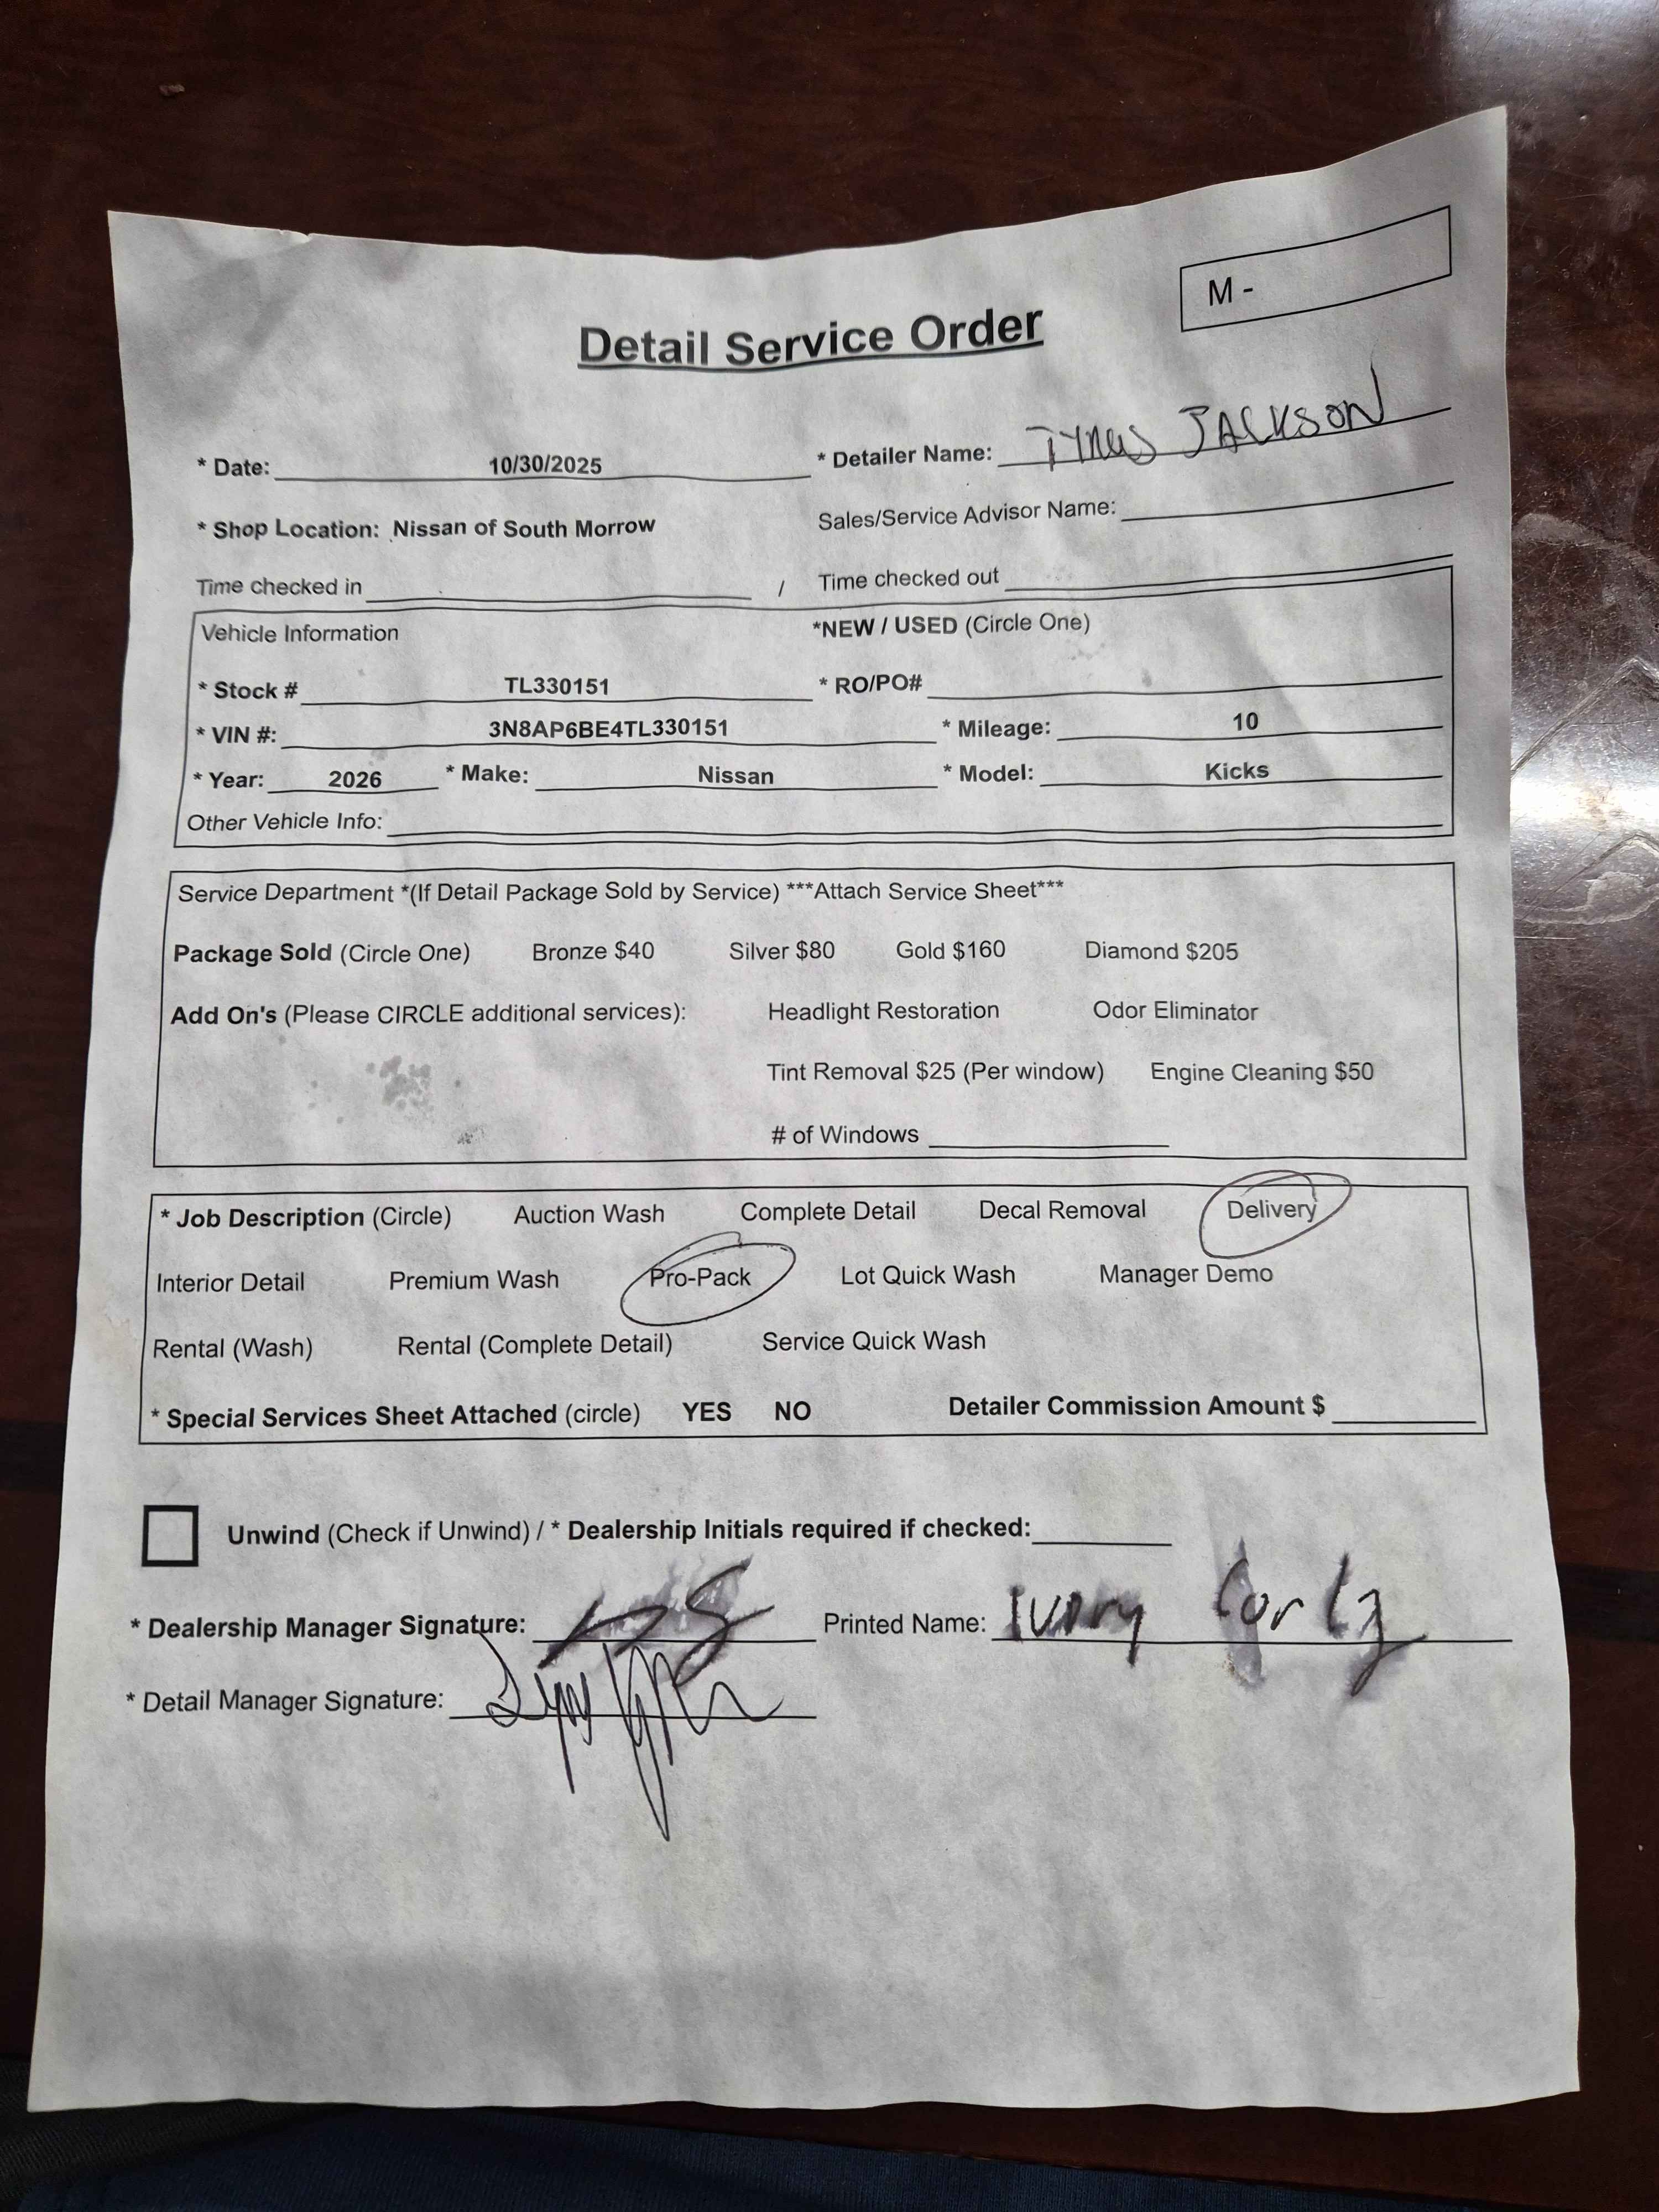 M -
Detail Service Order
* Date: 10/30/2025 * Detailer Name: JACKSON
* Shop Location: Nissan of South Morrow Sales/Service Advisor Name:
Time checked in / Time checked out
Vehicle Information *NEW / USED (Circle One)
* Stock # TL330151 * RO/PO#
* VIN #: 3N8AP6BE4TL330151 * Mileage: 10
* Year: 2026 * Make: Nissan * Model: Kicks
Other Vehicle Info:
Service Department *(If Detail Package Sold by Service) ***Attach Service Sheet***
Package Sold (Circle One) Bronze $40 Silver $80 Gold $160 Diamond $205
Add On's (Please CIRCLE additional services): Headlight Restoration Odor Eliminator
Tint Removal $25 (Per window) Engine Cleaning $50
# of Windows
* Job Description (Circle) Auction Wash Complete Detail Decal Removal Delivery
Interior Detail Premium Wash Pro-Pack Lot Quick Wash Manager Demo
Rental (Wash) Rental (Complete Detail) Service Quick Wash
* Special Services Sheet Attached (circle) YES NO Detailer Commission Amount $
Unwind (Check if Unwind) / * Dealership Initials required if checked:
* Dealership Manager Signature: Printed Name: Ivory
* Detail Manager Signature: